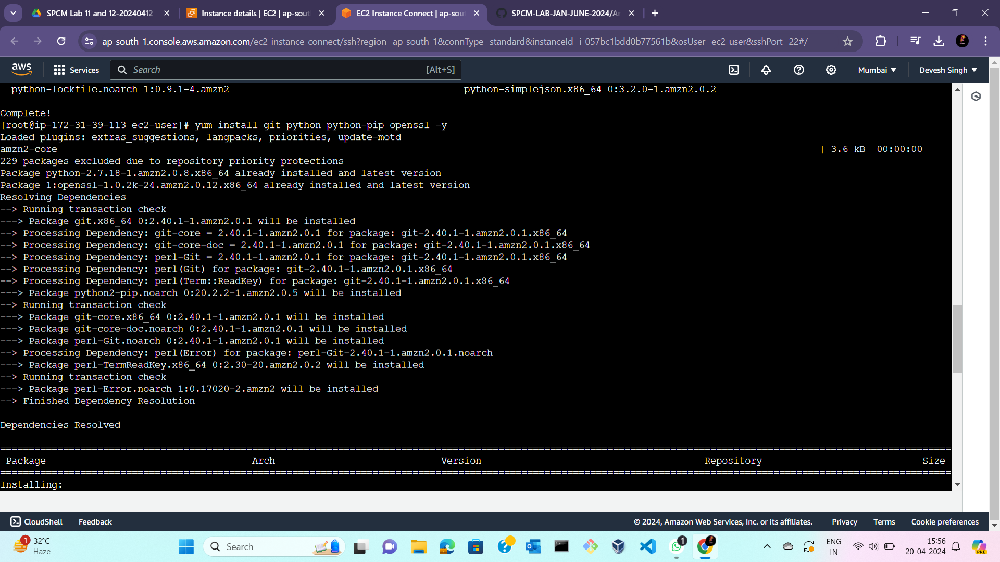 SPCM Lab 11 and 12-20240412_
Instance details | EC2 | ap-sout
EC2 Instance Connect | ap-sou
SPCM-LAB-JAN-JUNE-2024/A
ap-south-1.console.aws.amazon.com/ec2-instance-connect/ssh?region=ap-south-1&connType=standard&instanceId=i-057bc1bdd0b77561b&osUser=ec2-user&sshPort=22#/
aws
Services
Search
[Alt+S]
Mumbai
Devesh Singh
python-lockfile.noarch 1:0.9.1-4.amzn2 python-simplejson.x86_64 0:3.2.0-1.amzn2.0.2
Complete!
[root@ip-172-31-39-113 ec2-user]# yum install git python python-pip openssl -y
Loaded plugins: extras_suggestions, langpacks, priorities, update-motd
amzn2-core | 3.6 kB 00:00:00
229 packages excluded due to repository priority protections
Package python-2.7.18-1.amzn2.0.8.x86_64 already installed and latest version
Package 1:openssl-1.0.2k-24.amzn2.0.12.x86_64 already installed and latest version
Resolving Dependencies
--> Running transaction check
---> Package git.x86_64 0:2.40.1-1.amzn2.0.1 will be installed
--> Processing Dependency: git-core = 2.40.1-1.amzn2.0.1 for package: git-2.40.1-1.amzn2.0.1.x86_64
--> Processing Dependency: git-core-doc = 2.40.1-1.amzn2.0.1 for package: git-2.40.1-1.amzn2.0.1.x86_64
--> Processing Dependency: perl-Git = 2.40.1-1.amzn2.0.1 for package: git-2.40.1-1.amzn2.0.1.x86_64
--> Processing Dependency: perl(Git) for package: git-2.40.1-1.amzn2.0.1.x86_64
--> Processing Dependency: perl(Term::ReadKey) for package: git-2.40.1-1.amzn2.0.1.x86_64
---> Package python2-pip.noarch 0:20.2.2-1.amzn2.0.5 will be installed
--> Running transaction check
---> Package git-core.x86_64 0:2.40.1-1.amzn2.0.1 will be installed
---> Package git-core-doc.noarch 0:2.40.1-1.amzn2.0.1 will be installed
---> Package perl-Git.noarch 0:2.40.1-1.amzn2.0.1 will be installed
--> Processing Dependency: perl(Error) for package: perl-Git-2.40.1-1.amzn2.0.1.noarch
---> Package perl-TermReadKey.x86_64 0:2.30-20.amzn2.0.2 will be installed
--> Running transaction check
---> Package perl-Error.noarch 1:0.17020-2.amzn2 will be installed
--> Finished Dependency Resolution
Dependencies Resolved
Package Arch Version Repository Size
Installing:
CloudShell
Feedback
© 2024, Amazon Web Services, Inc. or its affiliates.
Privacy
Terms
Cookie preferences
1
32°C
Haze
Search
1
ENG
IN
15:56
20-04-2024
PRE